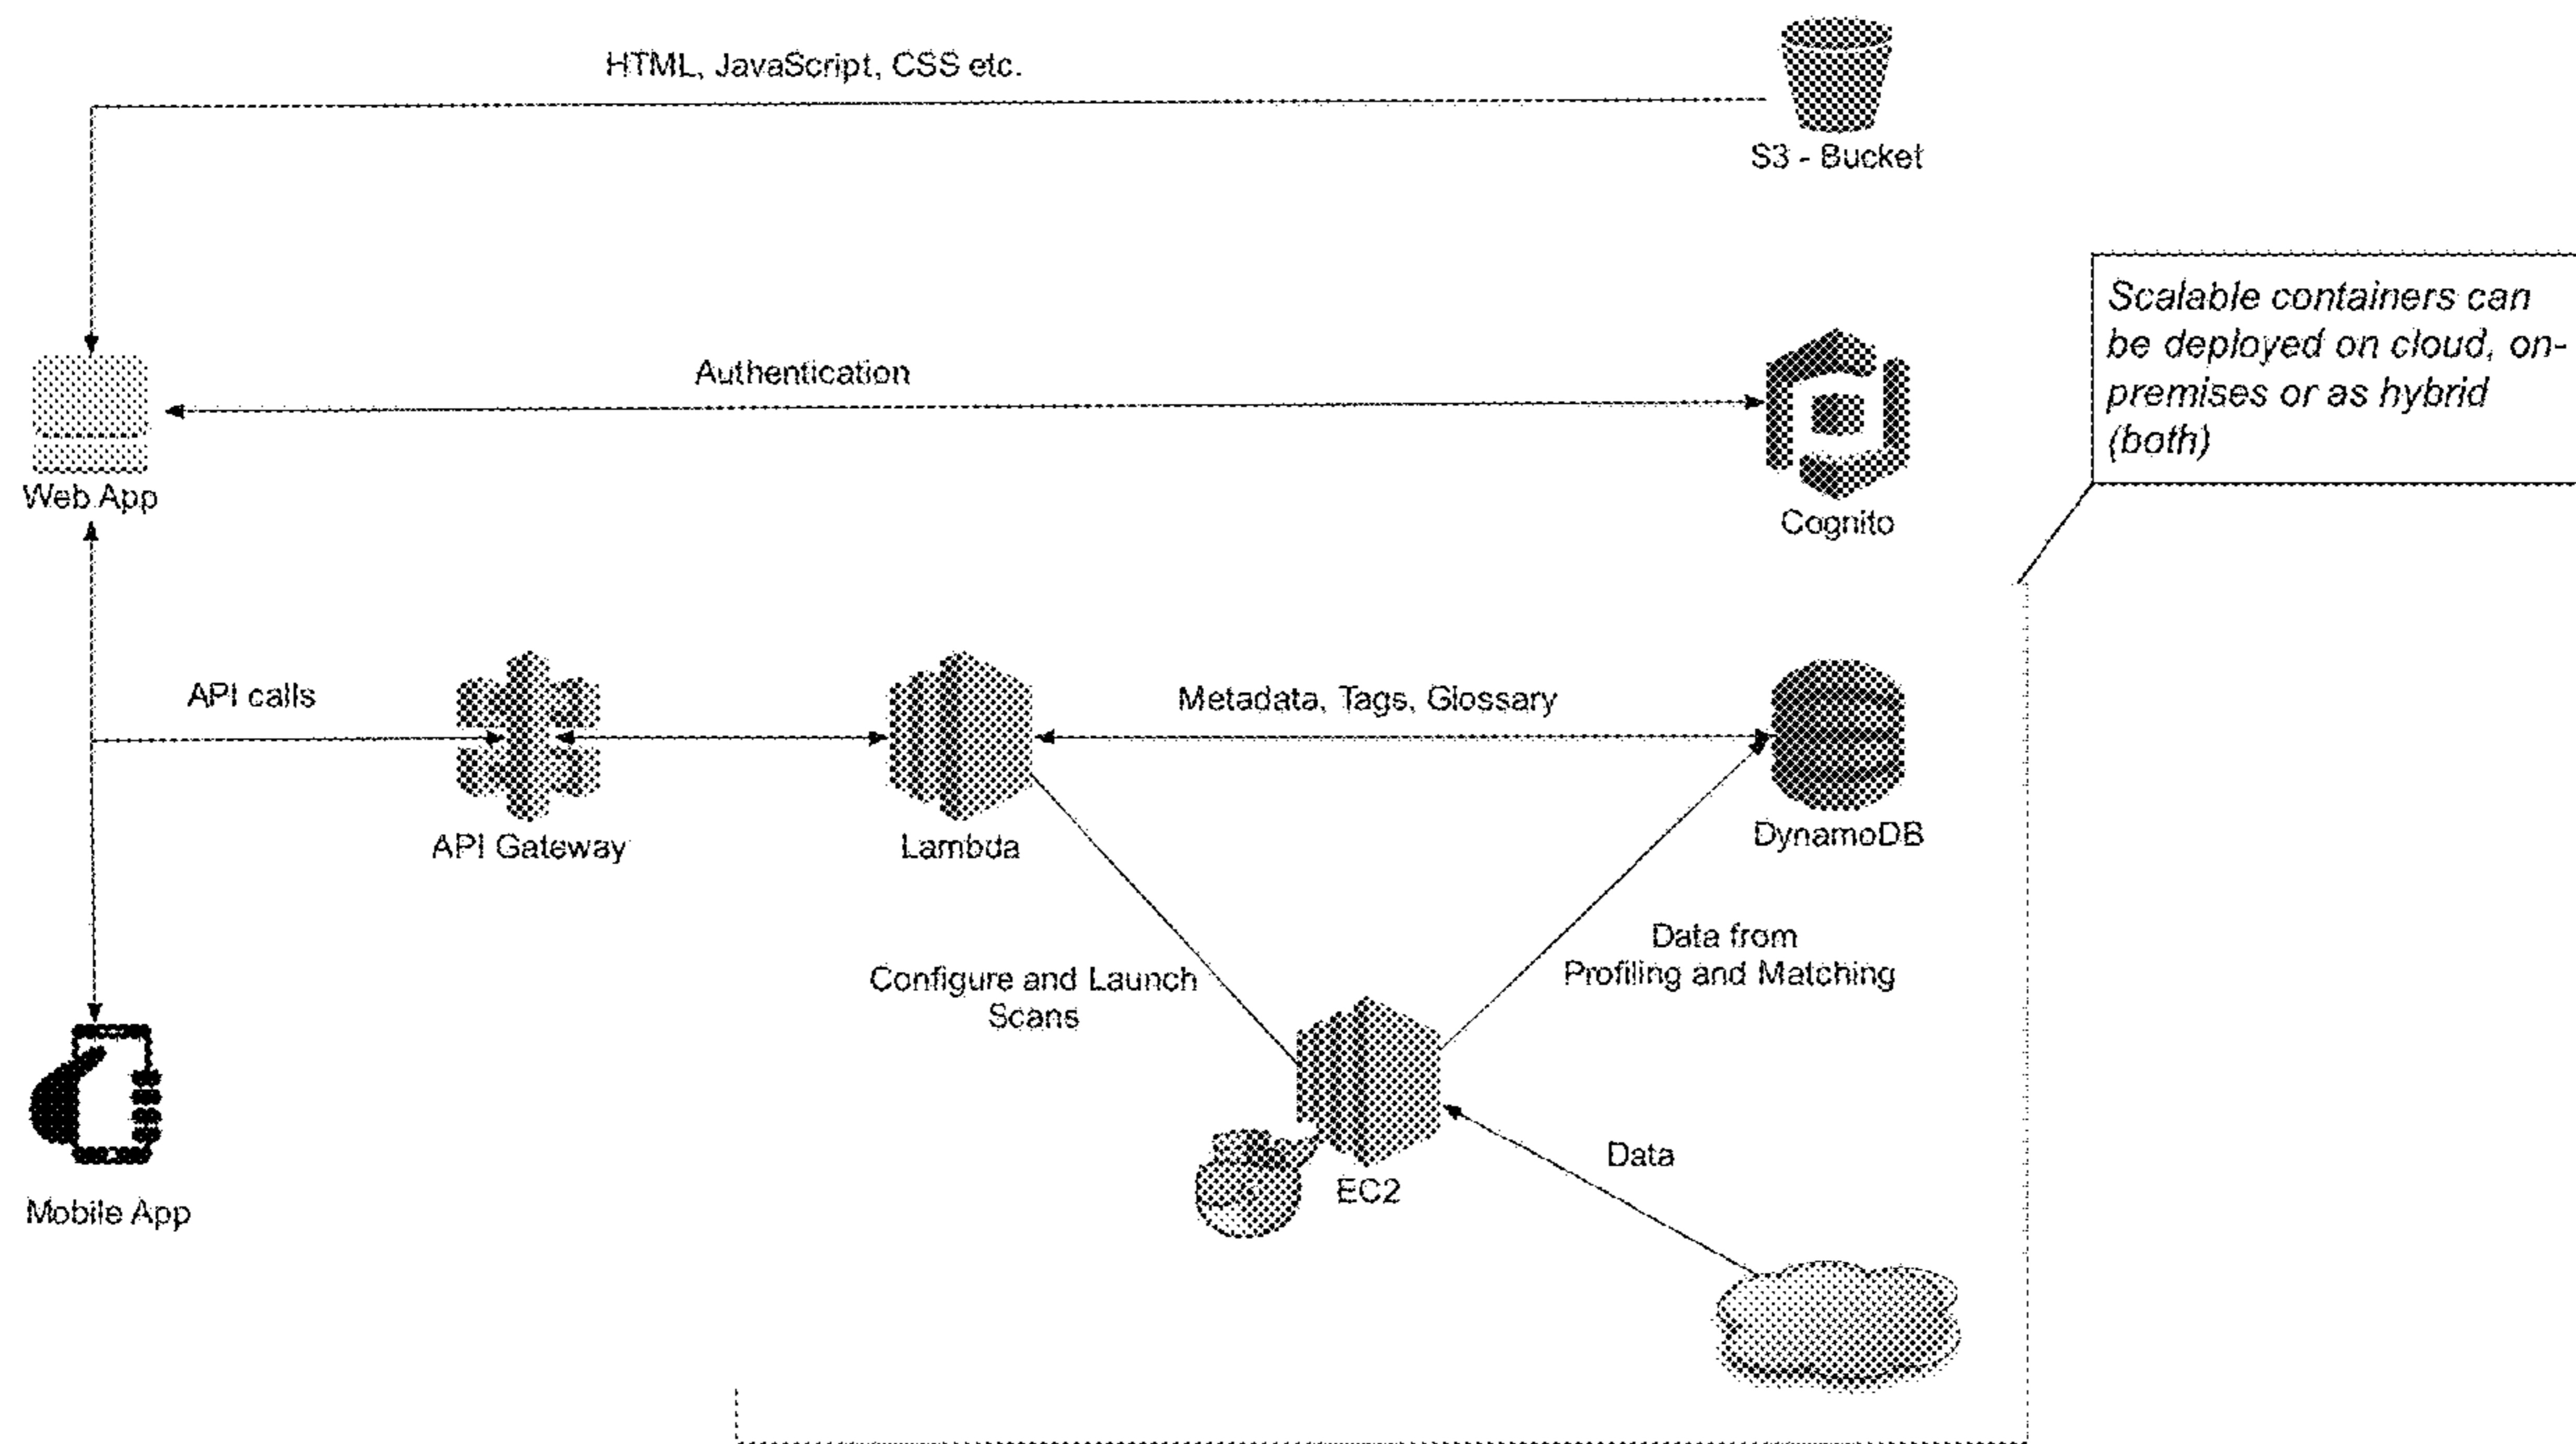 HTML, JavaScript, CSS etc.
S3 - Bucket
Scalable containers can
be deployed on cloud, on-
premises or as hybrid
(both)
Authentication
Web App
Cognito
API calls
Metadata, Tags, Glossary
API Gateway
Lambda
DynamoDB
Data from
Profiling and Matching
Configure and Launch
Scans
Data
EC2
Mobile App